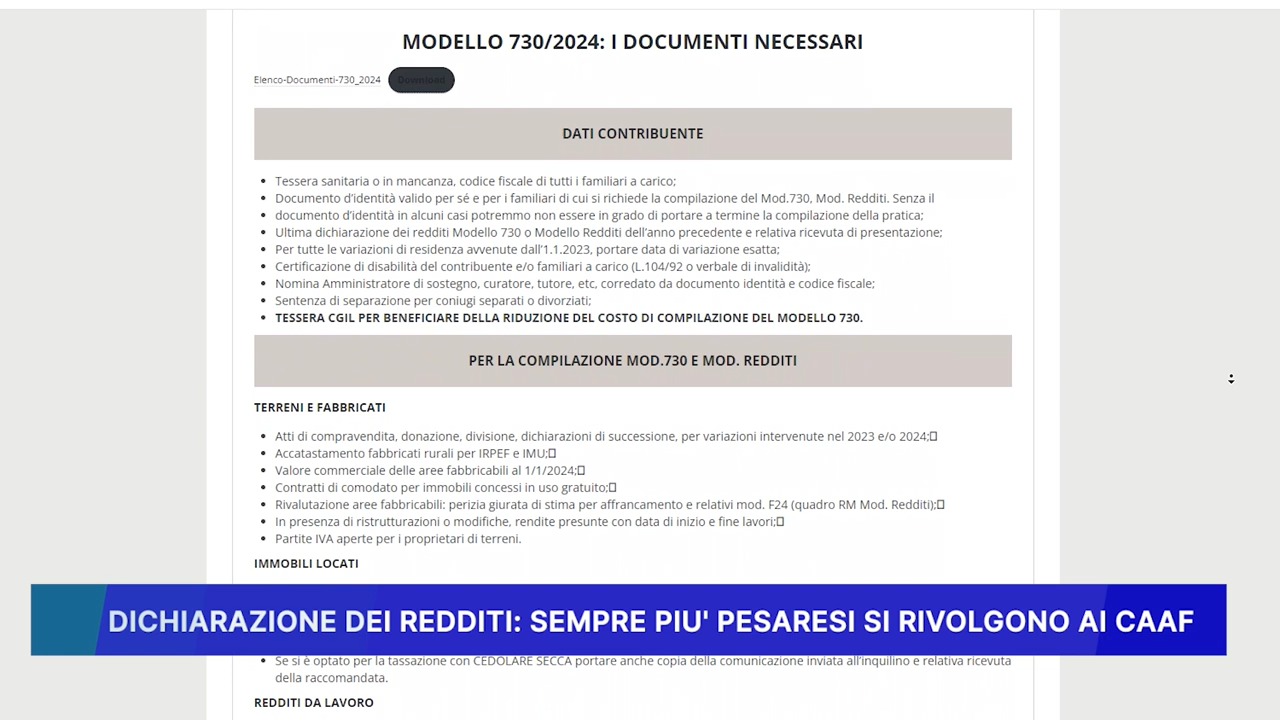 MODELLO 730/2024: I DOCUMENTI NECESSARI
Elenco-Documenti-730_2024 Download
DATI CONTRIBUENTE
• Tessera sanitaria o in mancanza, codice fiscale di tutti i familiari a carico;
• Documento d'identità valido per sé e per i familiari di cui si richiede la compilazione del Mod.730, Mod. Redditi. Senza il
• documento d'identità in alcuni casi potremmo non essere in grado di portare a termine la compilazione della pratica;
• Ultima dichiarazione dei redditi Modello 730 o Modello Redditi dell'anno precedente e relativa ricevuta di presentazione;
• Per tutte le variazioni di residenza avvenute dall'1.1.2023, portare data di variazione esatta;
• Certificazione di disabilità del contribuente e/o familiari a carico (L.104/92 o verbale di invalidità);
• Nomina Amministratore di sostegno, curatore, tutore, etc, corredato da documento identità e codice fiscale;
• Sentenza di separazione per coniugi separati o divorziati;
• TESSERA CGIL PER BENEFICIARE DELLA RIDUZIONE DEL COSTO DI COMPILAZIONE DEL MODELLO 730.
PER LA COMPILAZIONE MOD.730 E MOD. REDDITI
TERRENI E FABBRICATI
• Atti di compravendita, donazione, divisione, dichiarazioni di successione, per variazioni intervenute nel 2023 e/o 2024;
• Accatastamento fabbricati rurali per IRPEF e IMU;
• Valore commerciale delle aree fabbricabili al 1/1/2024;
• Contratti di comodato per immobili concessi in uso gratuito;
• Rivalutazione aree fabbricabili: perizia giurata di stima per affrancamento e relativi mod. F24 (quadro RM Mod. Redditi);
• In presenza di ristrutturazioni o modifiche, rendite presunte con data di inizio e fine lavori;
• Partite IVA aperte per i proprietari di terreni.
IMMOBILI LOCATI
DICHIARAZIONE DEI REDDITI: SEMPRE PIU' PESARESI SI RIVOLGONO AI CAAF
• Se si è optato per la tassazione con CEDOLARE SECCA portare anche copia della comunicazione inviata all'inquilino e relativa ricevuta
della raccomandata.
REDDITI DA LAVORO